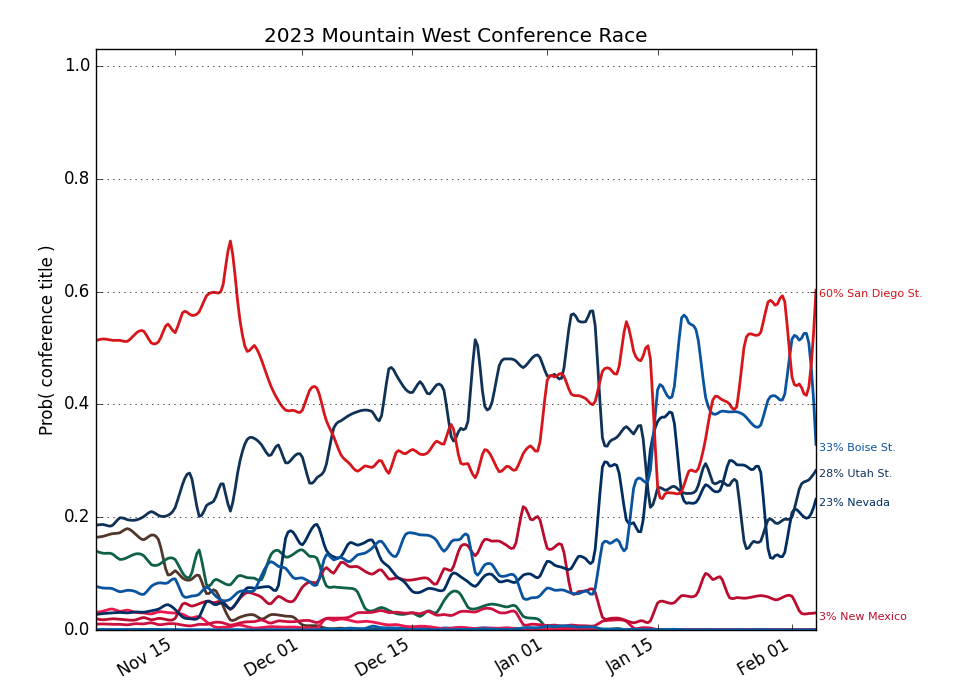 2023 Mountain West Conference Race
Prob( conference title )
1.0
0.8
0.6
0.4
0.2
0.0
60% San Diego St.
33% Boise St.
28% Utah St.
23% Nevada
3% New Mexico
Nov 15
Dec 01
Dec 15
Jan 01
Jan 15
Feb 01